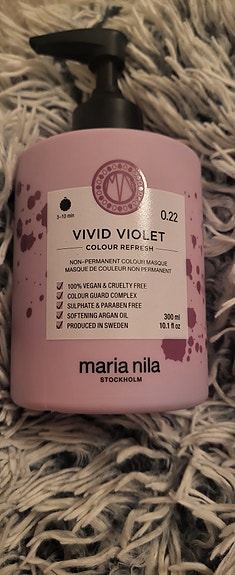 3-10 min
0.22
VIVID VIOLET
COLOUR REFRESH
NON-PERMANENT COLOUR MASQUE
MASQUE DE COULEUR NON PERMANENT
100% VEGAN & CRUELTY FREE
COLOUR GUARD COMPLEX
SULPHATE & PARABEN FREE
SOFTENING ARGAN OIL
PRODUCED IN SWEDEN
300 ml
10.1 fl.oz
maria nila
STOCKHOLM